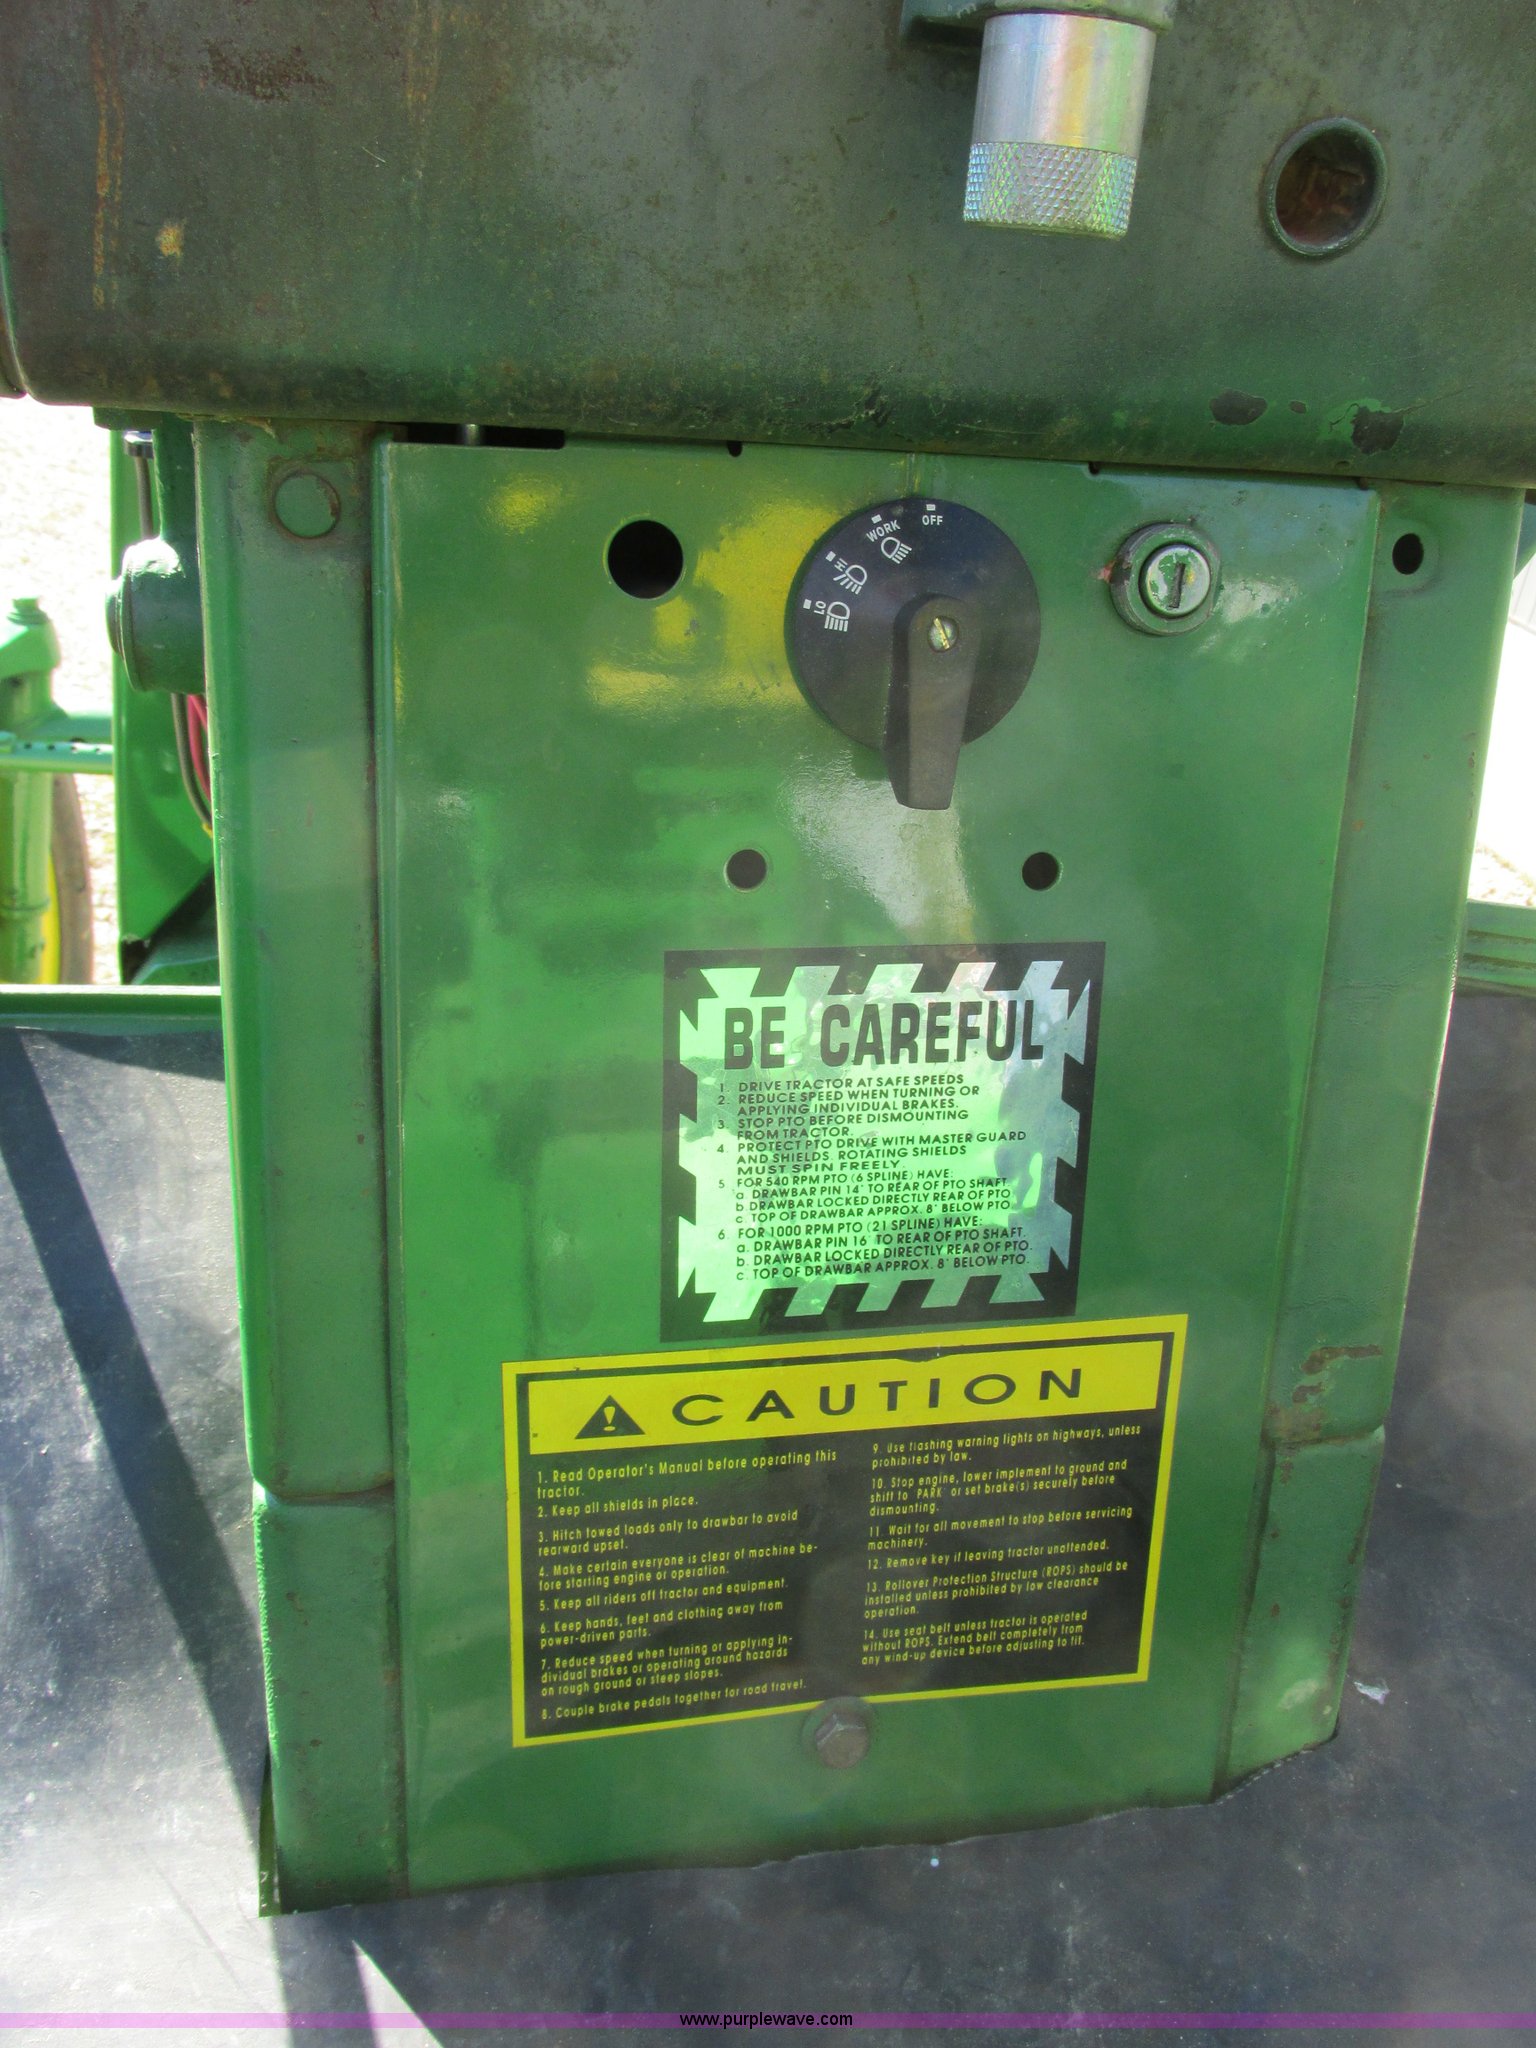 OFF
WORK
HI
LO
BE CAREFUL
1. DRIVE TRACTOR AT SAFE SPEEDS
2. REDUCE SPEED WHEN TURNING OR
APPLYING INDIVIDUAL BRAKES.
3. STOP PTO BEFORE DISMOUNTING
FROM TRACTOR.
4. PROTECT PTO DRIVE WITH MASTER GUARD
AND SHIELDS. ROTATING SHIELDS
MUST SPIN FREELY.
5 FOR 540 RPM PTO (6 SPLINE) HAVE:
a. DRAWBAR PIN 14" TO REAR OF PTO SHAFT.
b. DRAWBAR LOCKED DIRECTLY REAR OF PTO.
c. TOP OF DRAWBAR APPROX. 8" BELOW PTO.
6. FOR 1000 RPM PTO (21 SPLINE) HAVE:
a. DRAWBAR PIN 16" TO REAR OF PTO SHAFT.
b. DRAWBAR LOCKED DIRECTLY REAR OF PTO.
c. TOP OF DRAWBAR APPROX. 8" BELOW PTO.
CAUTION
1. Read Operator's Manual before operating this
tractor.
2. Keep all shields in place.
3. Hitch towed loads only to drawbar to avoid
rearward upset.
4. Make certain everyone is clear of machine be-
fore starting engine or operation.
5. Keep all riders off tractor and equipment.
6. Keep hands, feet and clothing away from
power-driven parts.
7. Reduce speed when turning or applying in-
dividual brakes or operating around hazards
on rough ground or steep slopes.
8. Couple brake pedals together for road travel.
9. Use flashing warning lights on highways, unless
prohibited by law.
10. Stop engine, lower implement to ground and
shift to "PARK" or set brake(s) securely before
dismounting.
11. Wait for all movement to stop before servicing
machinery.
12. Remove key if leaving tractor unattended.
13. Rollover Protection Structure (ROPS) should be
installed unless prohibited by low clearance
operation.
14. Use seat belt unless tractor is operated
without ROPS. Extend belt completely from
any wind-up device before adjusting to fit.
www.purplewave.com